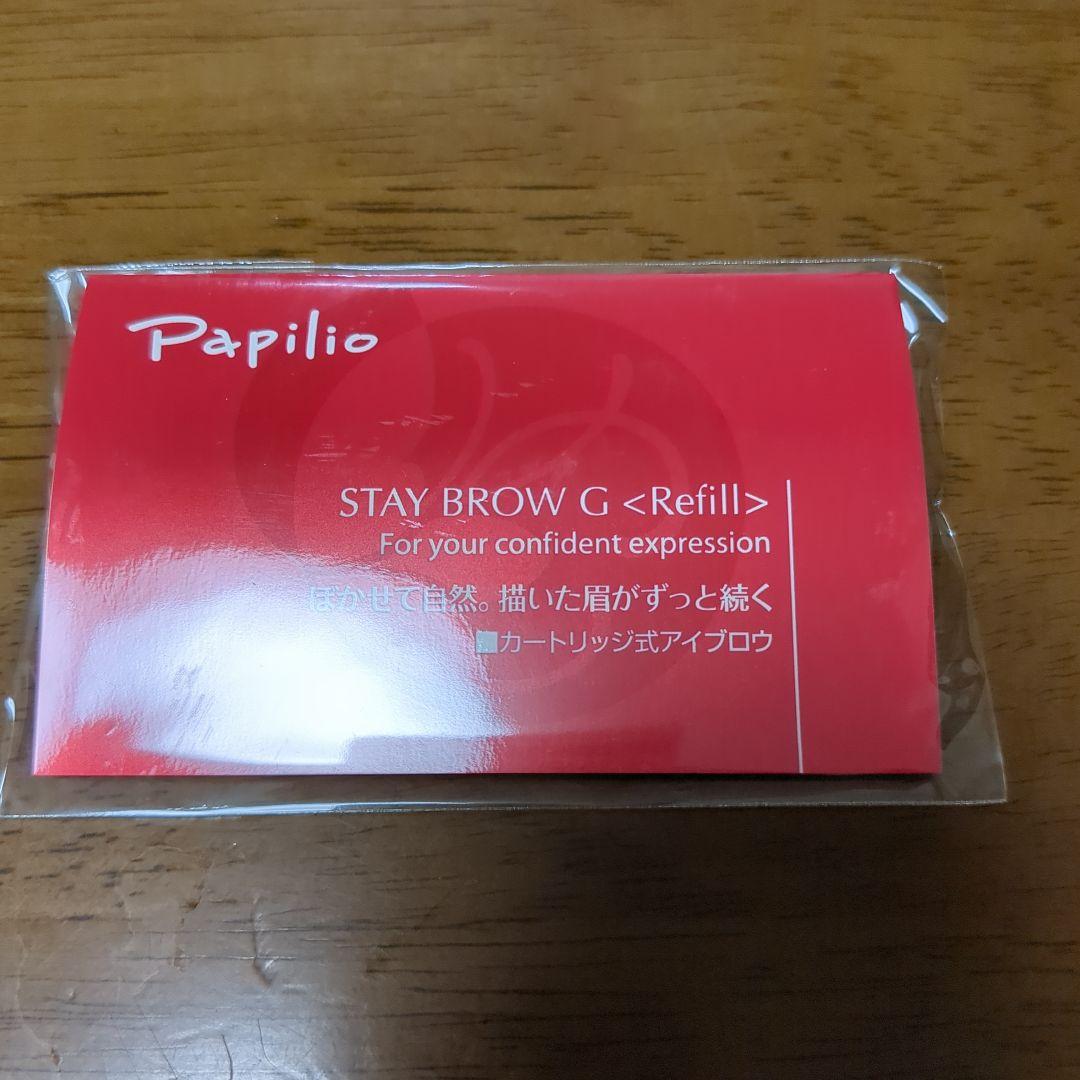 Papilio
STAY BROW G <Refill>
For your confident expression
ぼかせて自然。描いた眉がずっと続く
■カートリッジ式アイブロウ